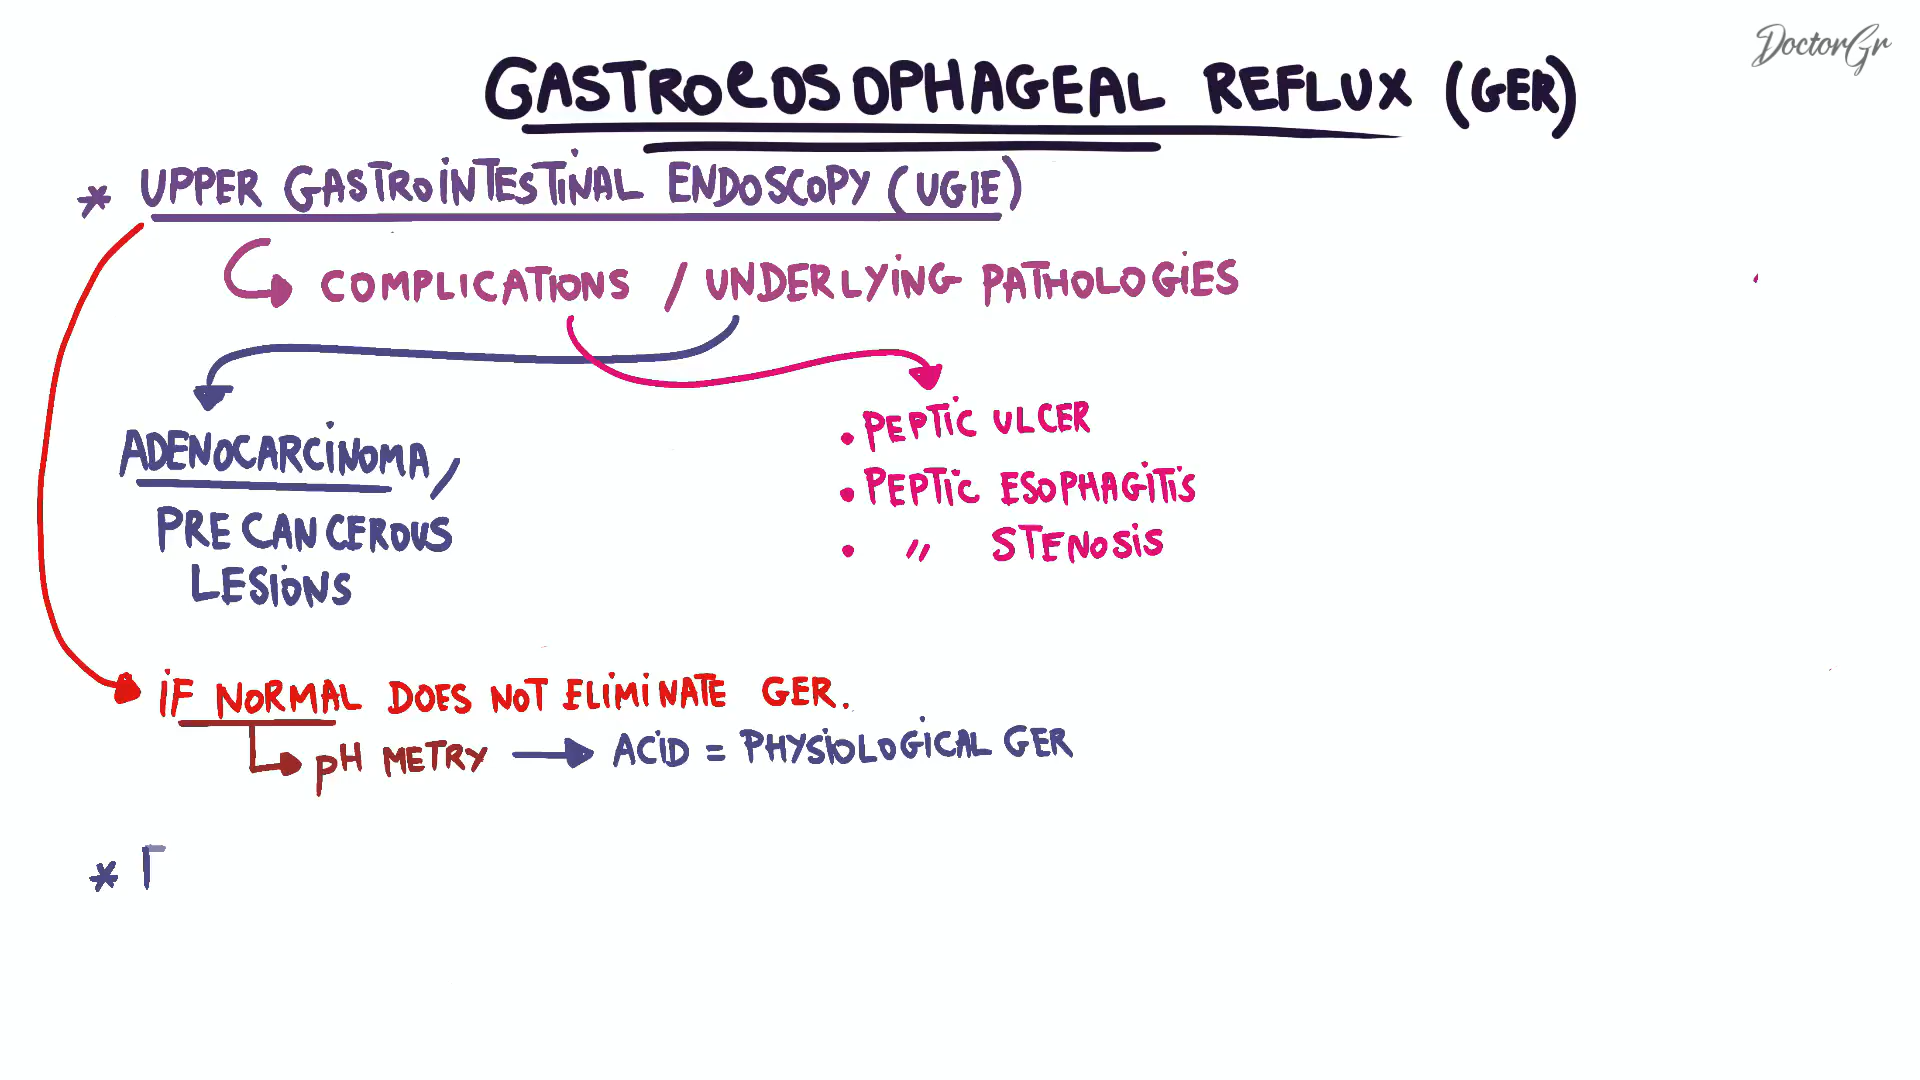 DoctorGr
GASTROeOSOPHAGEAL REFLUX (GER)
* UPPER GASTROINTESTINAL ENDOSCOPY (UGIE)
COMPLICATIONS / UNDERLYING PATHOLOGIES
ADENOCARCINOMA,
PRECANCEROUS
LESIONS
• PEPTIC ULCER
• PEPTIC ESOPHAGITIS
• " STENOSIS
IF NORMAL DOES NOT ELIMINATE GER.
pH METRY → ACID = PHYSIOLOGICAL GER
*